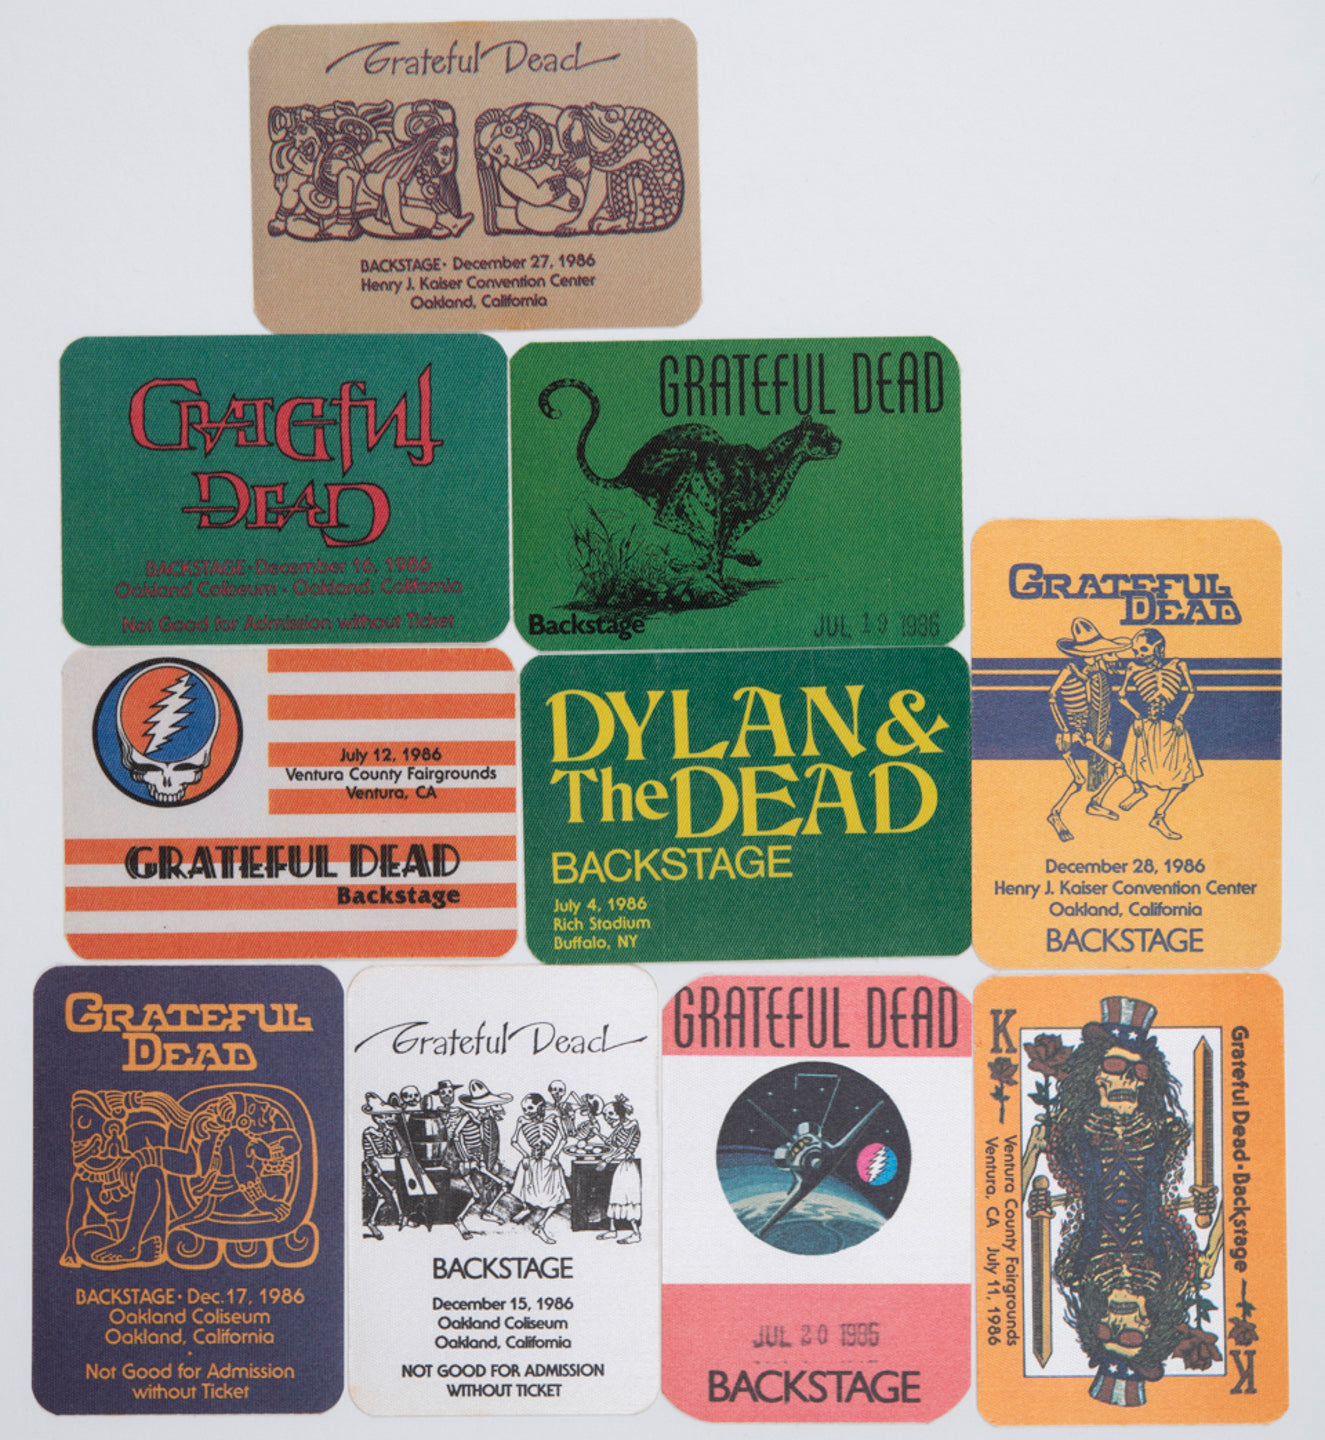 Grateful Dead
BACKSTAGE · December 27, 1986
Henry J. Kaiser Convention Center
Oakland, California
GRATEFUL
DEAD
BACKSTAGE · December 16, 1986
Oakland Coliseum · Oakland, California
Not Good for Admission without Ticket
GRATEFUL DEAD
Backstage
JUL 19 1986
GRATEFUL
DEAD
December 28, 1986
Henry J. Kaiser Convention Center
Oakland, California
BACKSTAGE
July 12, 1986
Ventura County Fairgrounds
Ventura, CA
GRATEFUL DEAD
Backstage
DYLAN &
The DEAD
BACKSTAGE
July 4, 1986
Rich Stadium
Buffalo, NY
GRATEFUL
DEAD
BACKSTAGE · Dec. 17, 1986
Oakland Coliseum
Oakland, California
Not Good for Admission
without Ticket
Grateful Dead
BACKSTAGE
December 15, 1986
Oakland Coliseum
Oakland, California
NOT GOOD FOR ADMISSION
WITHOUT TICKET
GRATEFUL DEAD
JUL 20 1986
BACKSTAGE
K
Grateful Dead · Backstage
Ventura County Fairgrounds
Ventura, CA July 11, 1986
K